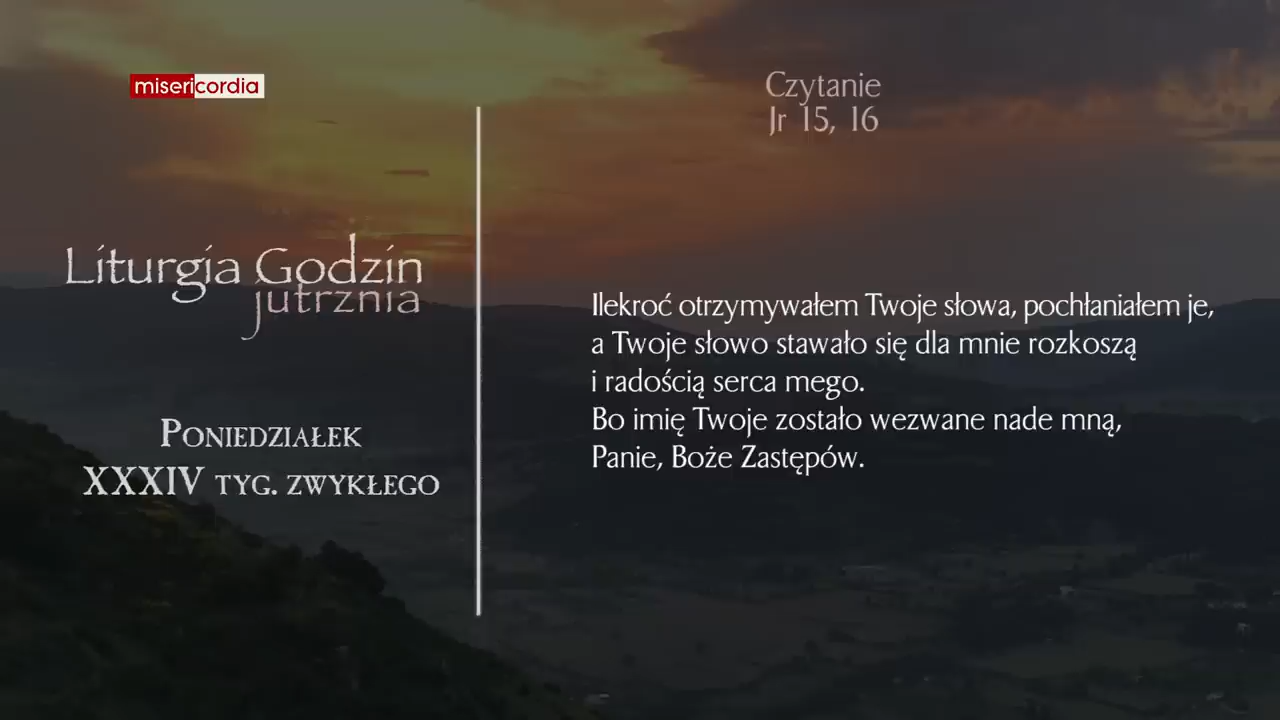 misericordia
Liturgia Godzin
jutrznia
Poniedziałek
XXXIV tyg. zwykłego
Czytanie
Jr 15, 16
Ilekroć otrzymywałem Twoje słowa, pochłaniałem je,
a Twoje słowo stawało się dla mnie rozkoszą
i radością serca mego.
Bo imię Twoje zostało wezwane nade mną,
Panie, Boże Zastępów.